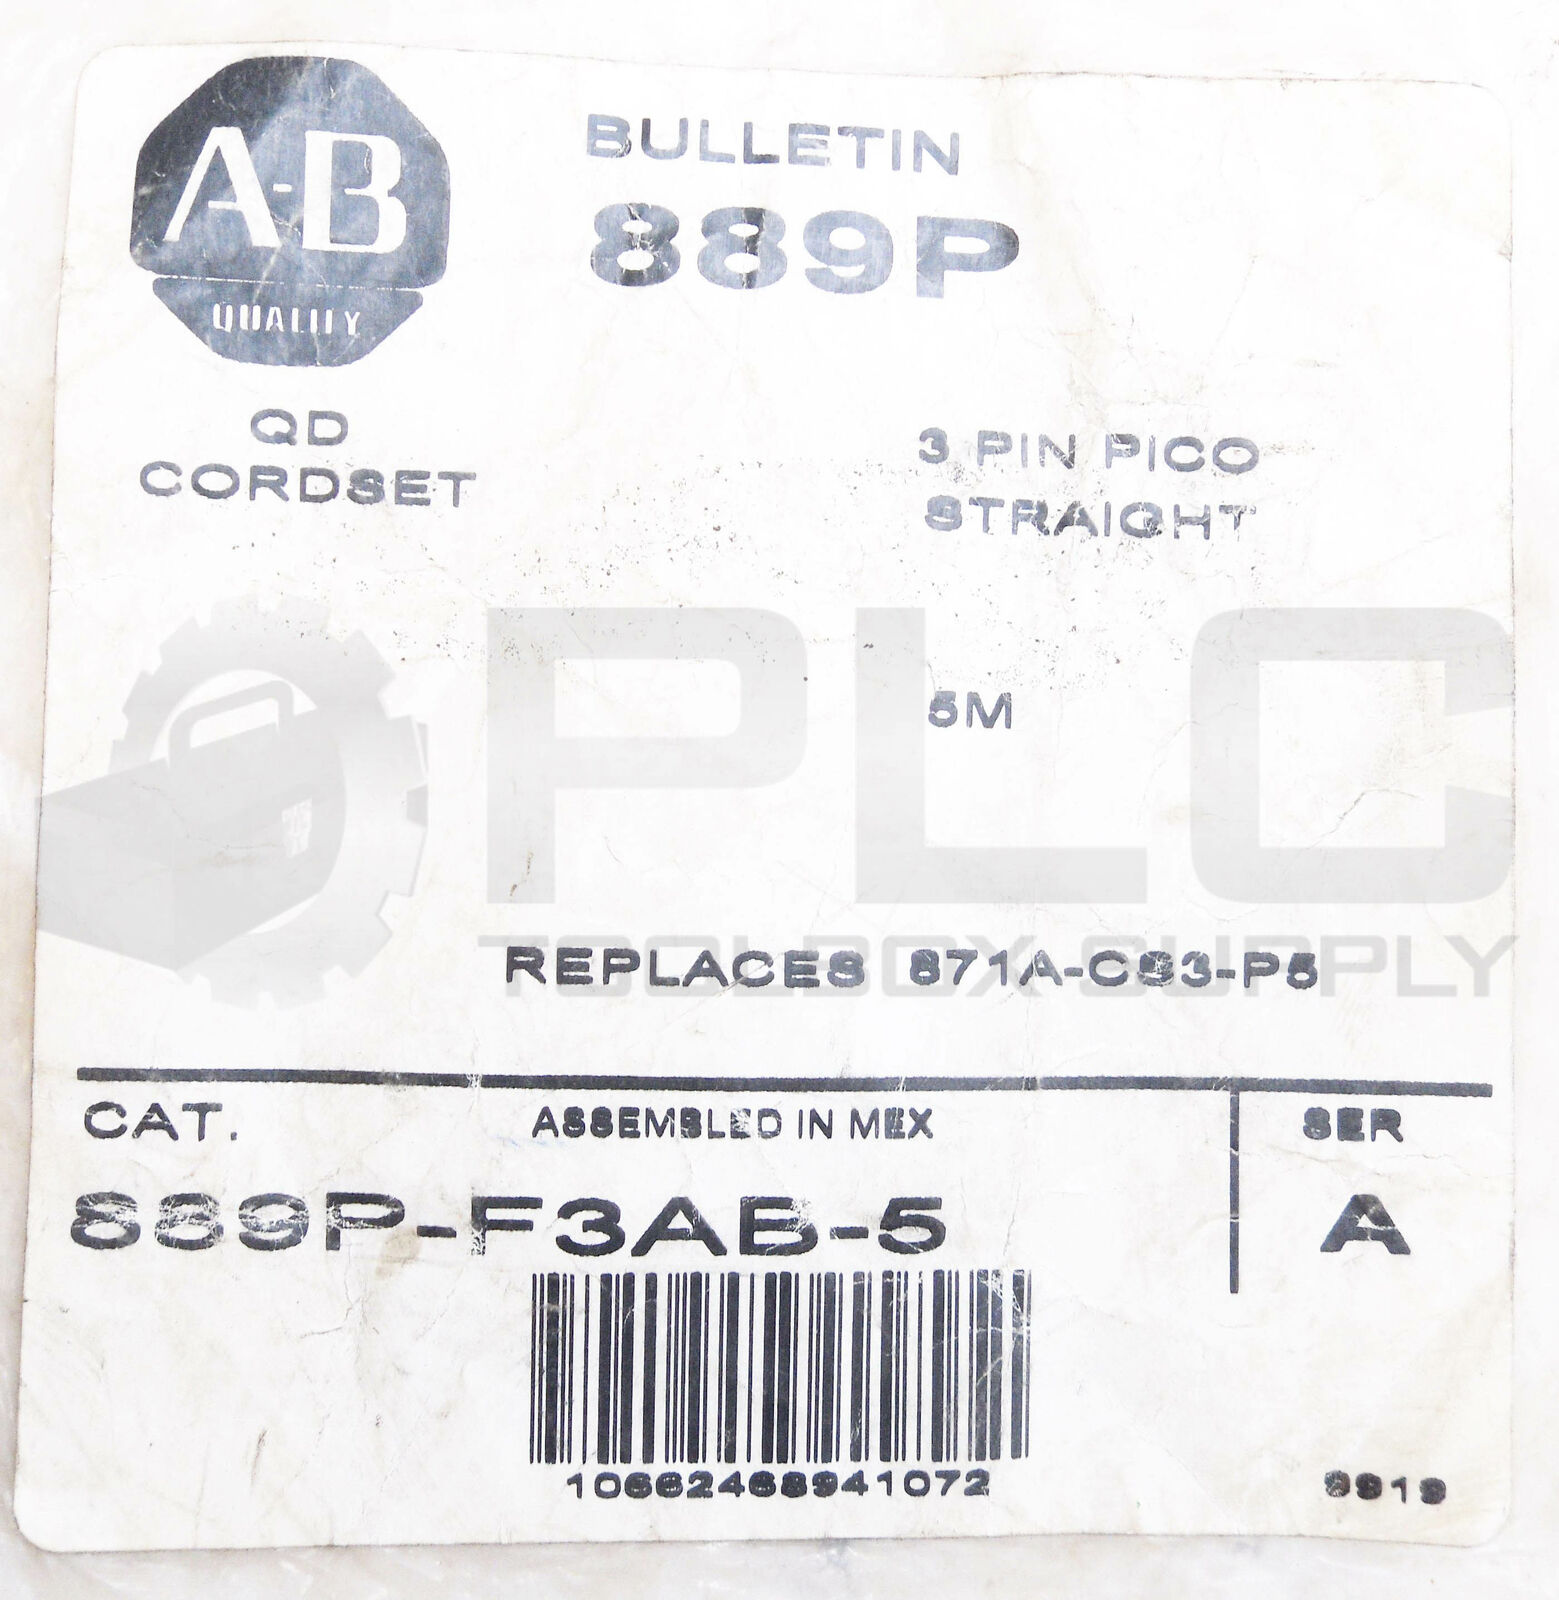 A-B
QUALITY
BULLETIN
889P
QD
CORDSET
3 PIN PICO
STRAIGHT
5M
PLC
TOOLBOX SUPPLY
REPLACES 871A-CS3-P5
CAT.
ASSEMBLED IN MEX
SER
889P-F3AB-5
A
10662468941072
9919